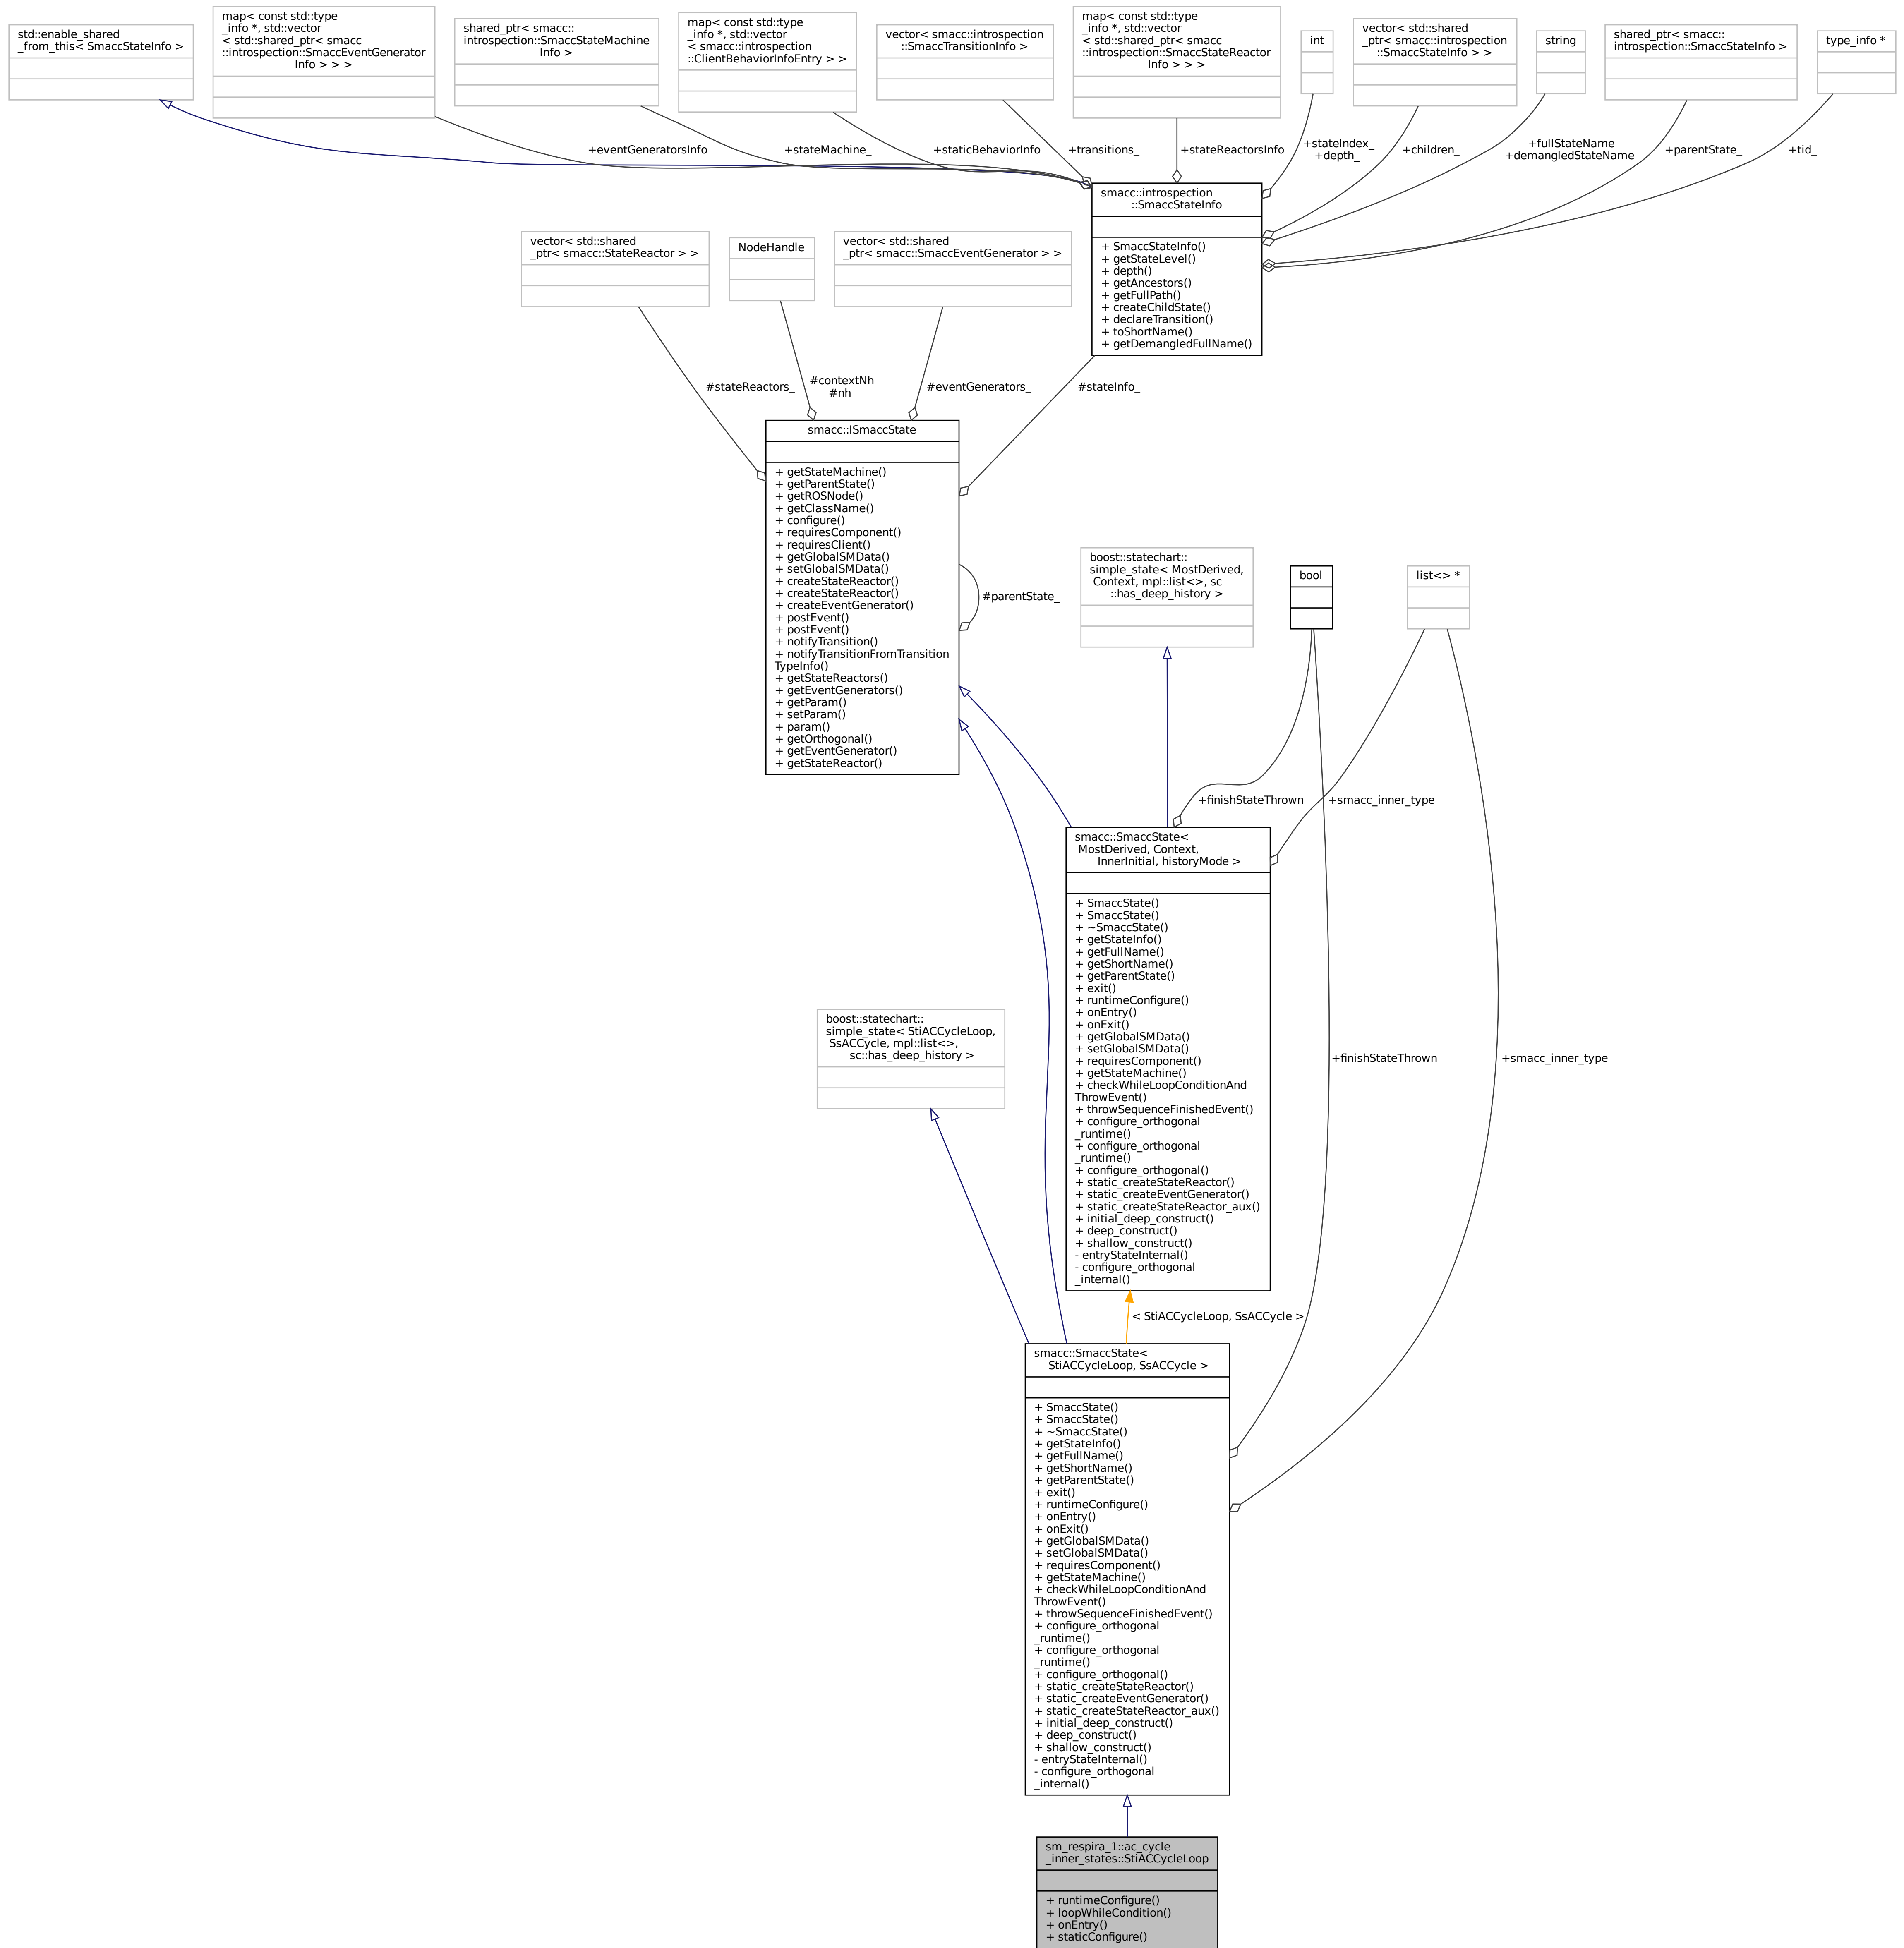 std::enable_shared
_from_this< SmaccStateInfo >
map< const std::type
_info *, std::vector
< std::shared_ptr< smacc
::introspection::SmaccEventGenerator
Info > > >
shared_ptr< smacc::
introspection::SmaccStateMachine
Info >
map< const std::type
_info *, std::vector
< smacc::introspection
::ClientBehaviorInfoEntry > >
vector< smacc::introspection
::SmaccTransitionInfo >
map< const std::type
_info *, std::vector
< std::shared_ptr< smacc
::introspection::SmaccStateReactor
Info > > >
int
vector< std::shared
_ptr< smacc::introspection
::SmaccStateInfo > >
string
shared_ptr< smacc::
introspection::SmaccStateInfo >
type_info *
+eventGeneratorsInfo
+stateMachine_
+staticBehaviorInfo
+transitions_
+stateReactorsInfo
+stateIndex_
+depth_
+children_
+fullStateName
+demangledStateName
+parentState_
+tid_
smacc::introspection
::SmaccStateInfo
+ SmaccStateInfo()
+ getStateLevel()
+ depth()
+ getAncestors()
+ getFullPath()
+ createChildState()
+ declareTransition()
+ toShortName()
+ getDemangledFullName()
vector< std::shared
_ptr< smacc::StateReactor > >
NodeHandle
vector< std::shared
_ptr< smacc::SmaccEventGenerator > >
#stateReactors_
#contextNh
#nh
#eventGenerators_
#stateInfo_
smacc::ISmaccState
+ getStateMachine()
+ getParentState()
+ getROSNode()
+ getClassName()
+ configure()
+ requiresComponent()
+ requiresClient()
+ getGlobalSMData()
+ setGlobalSMData()
+ createStateReactor()
+ createStateReactor()
+ createEventGenerator()
+ postEvent()
+ postEvent()
+ notifyTransition()
+ notifyTransitionFromTransition
TypeInfo()
+ getStateReactors()
+ getEventGenerators()
+ getParam()
+ setParam()
+ param()
+ getOrthogonal()
+ getEventGenerator()
+ getStateReactor()
#parentState_
boost::statechart::
simple_state< MostDerived,
Context, mpl::list<>, sc
::has_deep_history >
bool
list<> *
+finishStateThrown
+smacc_inner_type
smacc::SmaccState<
MostDerived, Context,
InnerInitial, historyMode >
+ SmaccState()
+ SmaccState()
+ ~SmaccState()
+ getStateInfo()
+ getFullName()
+ getShortName()
+ getParentState()
+ exit()
+ runtimeConfigure()
+ onEntry()
+ onExit()
+ getGlobalSMData()
+ setGlobalSMData()
+ requiresComponent()
+ getStateMachine()
+ checkWhileLoopConditionAnd
ThrowEvent()
+ throwSequenceFinishedEvent()
+ configure_orthogonal
_runtime()
+ configure_orthogonal
_runtime()
+ configure_orthogonal()
+ static_createStateReactor()
+ static_createEventGenerator()
+ static_createStateReactor_aux()
+ initial_deep_construct()
+ deep_construct()
+ shallow_construct()
- entryStateInternal()
- configure_orthogonal
_internal()
boost::statechart::
simple_state< StiACCycleLoop,
SsACCycle, mpl::list<>,
sc::has_deep_history >
+finishStateThrown
+smacc_inner_type
< StiACCycleLoop, SsACCycle >
smacc::SmaccState<
StiACCycleLoop, SsACCycle >
+ SmaccState()
+ SmaccState()
+ ~SmaccState()
+ getStateInfo()
+ getFullName()
+ getShortName()
+ getParentState()
+ exit()
+ runtimeConfigure()
+ onEntry()
+ onExit()
+ getGlobalSMData()
+ setGlobalSMData()
+ requiresComponent()
+ getStateMachine()
+ checkWhileLoopConditionAnd
ThrowEvent()
+ throwSequenceFinishedEvent()
+ configure_orthogonal
_runtime()
+ configure_orthogonal
_runtime()
+ configure_orthogonal()
+ static_createStateReactor()
+ static_createEventGenerator()
+ static_createStateReactor_aux()
+ initial_deep_construct()
+ deep_construct()
+ shallow_construct()
- entryStateInternal()
- configure_orthogonal
_internal()
sm_respira_1::ac_cycle
_inner_states::StiACCycleLoop
+ runtimeConfigure()
+ loopWhileCondition()
+ onEntry()
+ staticConfigure()